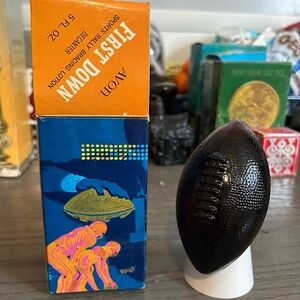 Avon
FIRST DOWN
SPORTS RALLY BRACING LOTION
DECANTER
5 FL. OZ